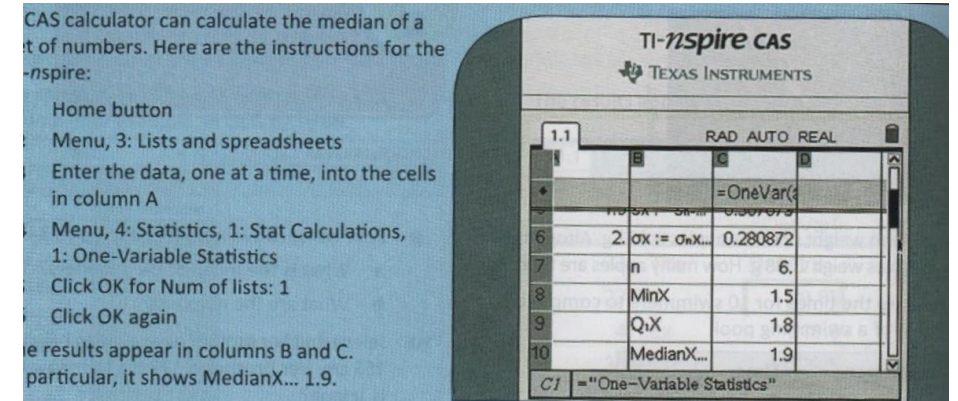 CAS calculator can calculate the median of a
t of numbers. Here are the instructions for the
-nspire:
Home button
Menu, 3: Lists and spreadsheets
Enter the data, one at a time, into the cells
in column A
Menu, 4: Statistics, 1: Stat Calculations,
1: One-Variable Statistics
Click OK for Num of lists: 1
Click OK again
e results appear in columns B and C.
particular, it shows MedianX... 1.9.
TI-nspire CAS
TEXAS INSTRUMENTS
1.1 RAD AUTO REAL
A B C D
♦ =OneVar(
6 2. σx := σₙx... 0.280872
7 n 6.
8 MinX 1.5
9 Q₁X 1.8
10 MedianX... 1.9
C1 ="One-Variable Statistics"